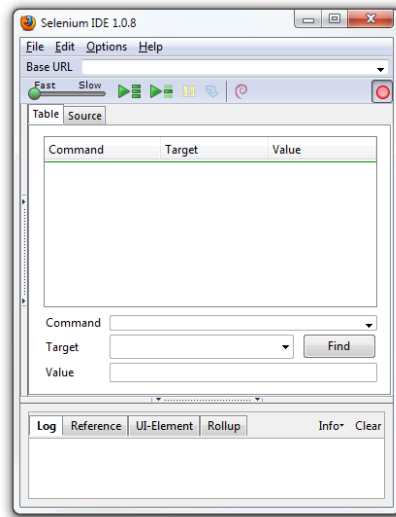 Selenium IDE 1.0.8
File Edit Options Help
Base URL
Fast Slow
Table Source
Command Target Value
Command
Target Find
Value
Log Reference UI-Element Rollup Info Clear